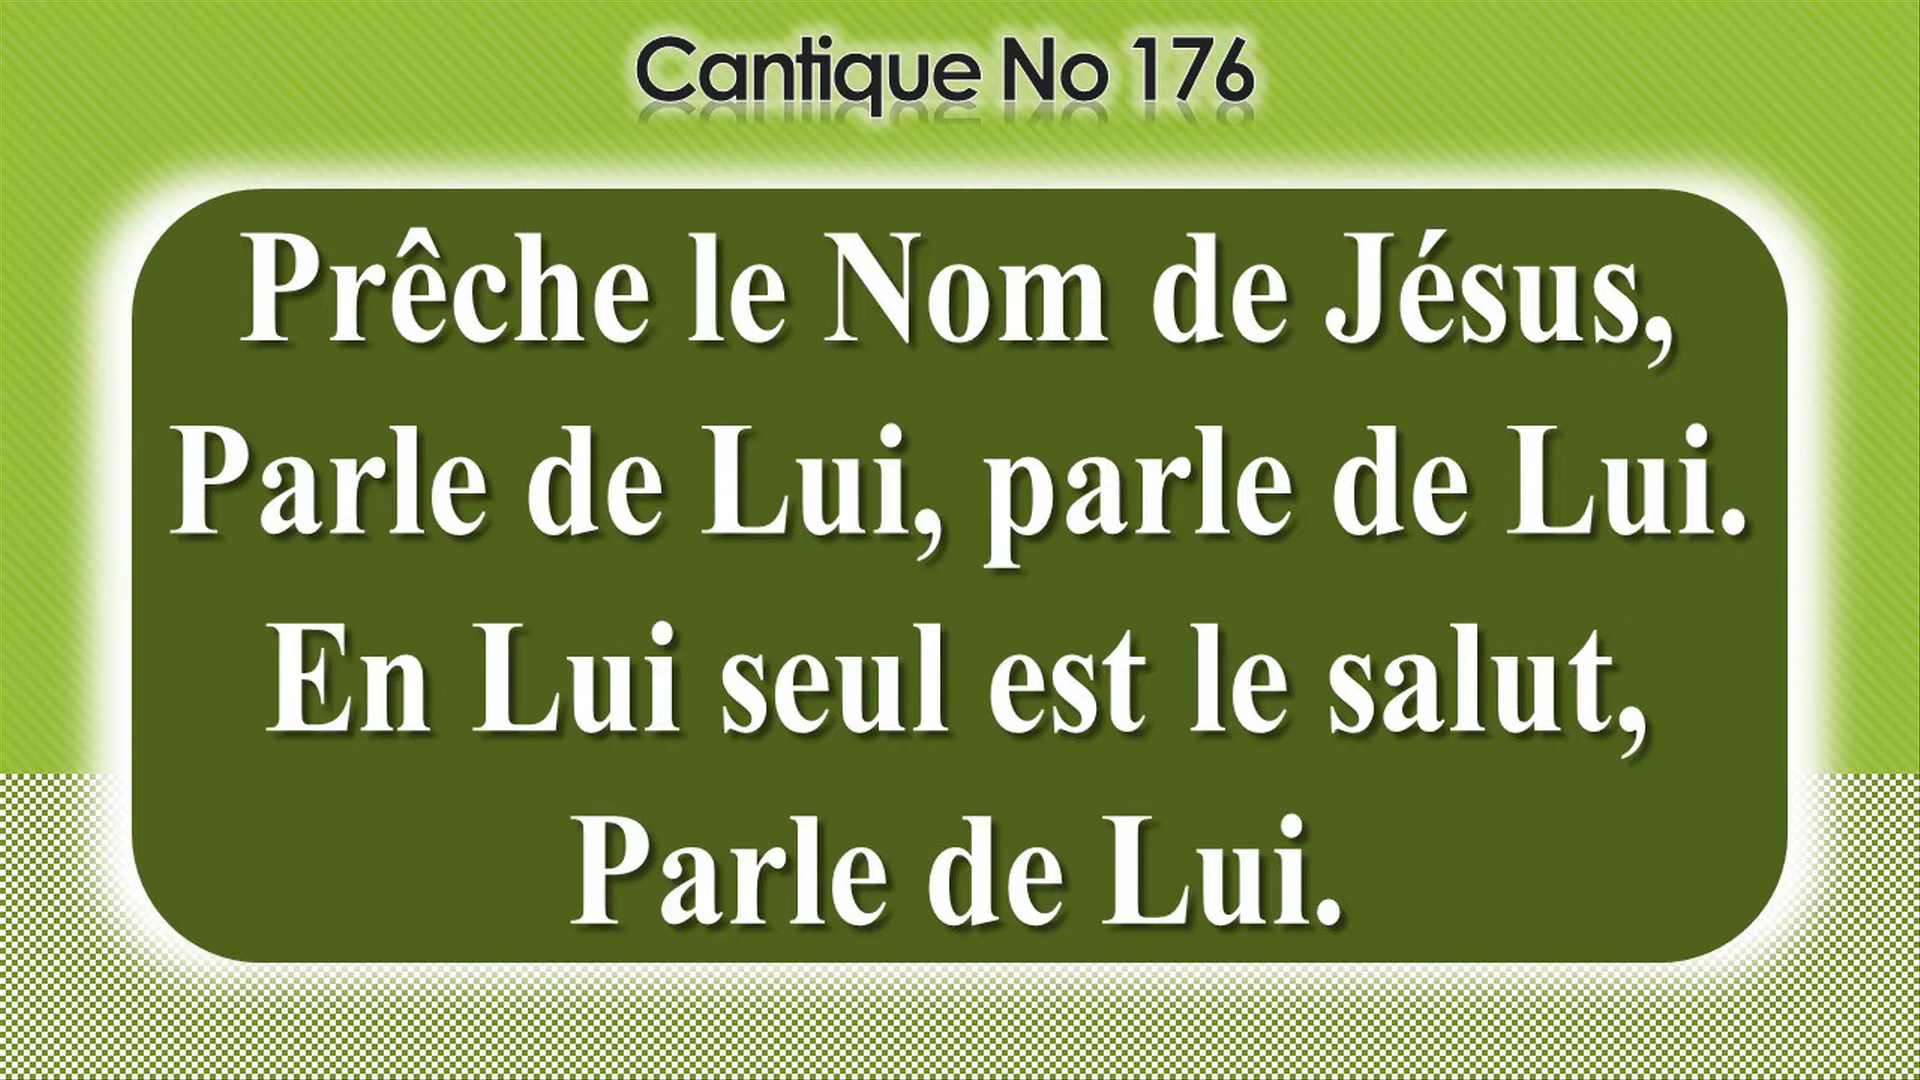 Cantique No 176
Prêche le Nom de Jésus,
Parle de Lui, parle de Lui.
En Lui seul est le salut,
Parle de Lui.